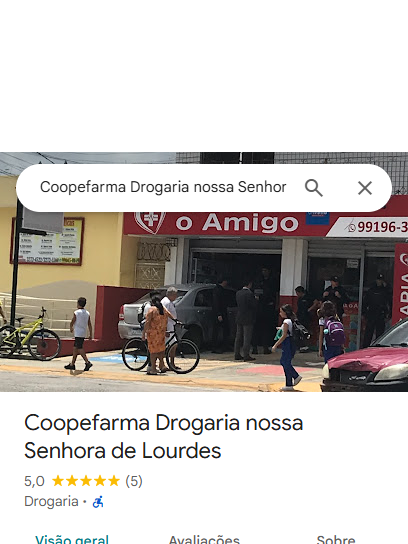 Coopefarma Drogaria nossa Senhor
o Amigo
99196-3
ARIA
Coopefarma Drogaria nossa
Senhora de Lourdes
5,0 (5)
Drogaria ·
Visão geral Avaliações Sobre